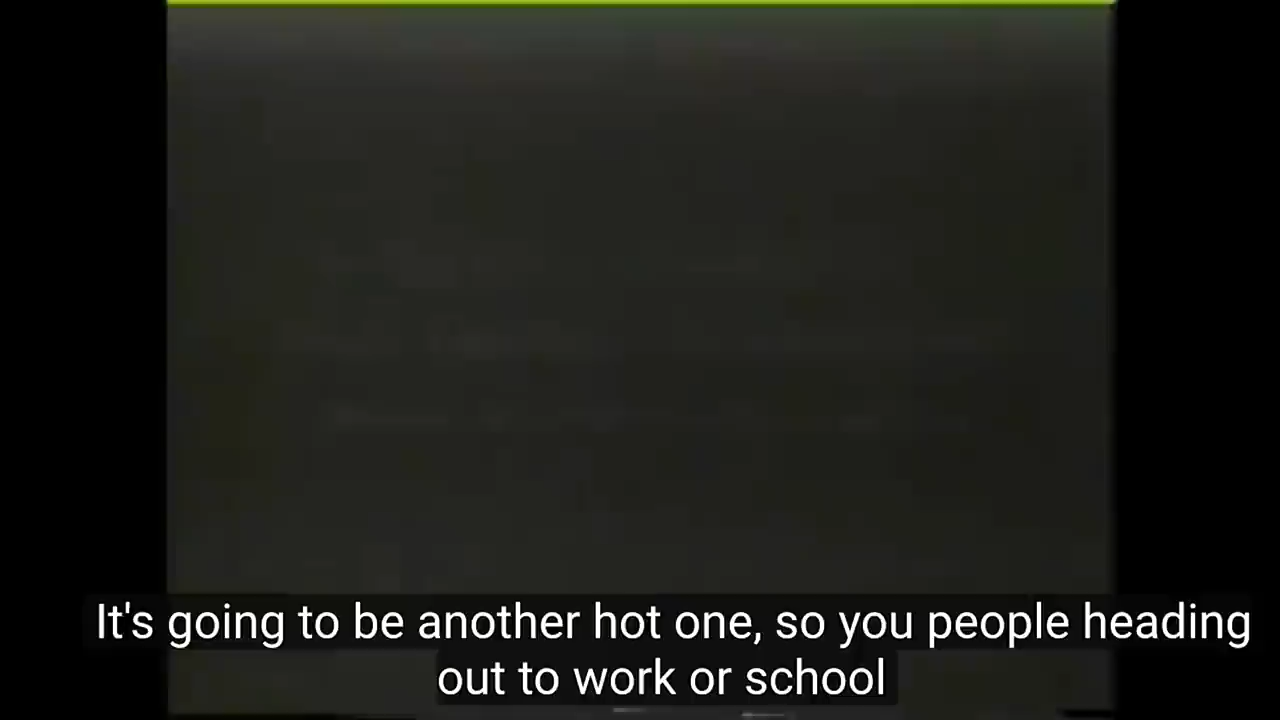 It's going to be another hot one, so you people heading
out to work or school